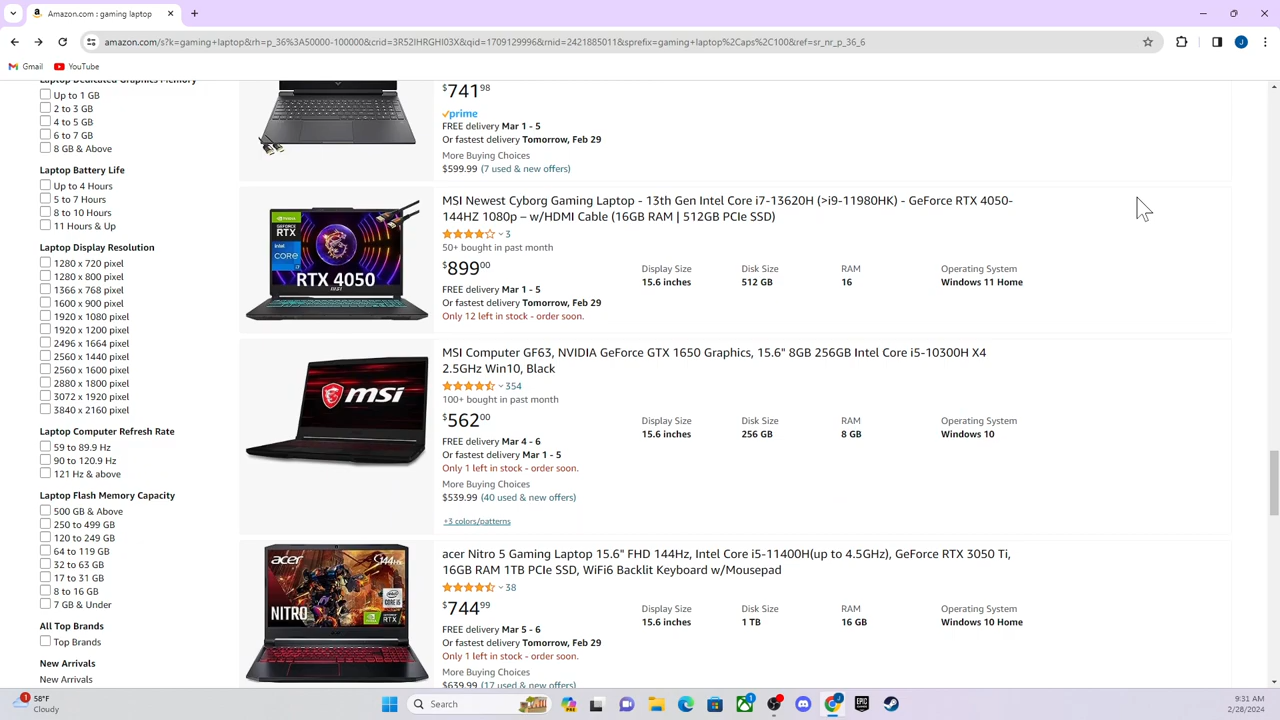 Amazon.com : gaming laptop
amazon.com/s?k=gaming+laptop&rh=p_36%3A50000-100000&crid=3R52IHRGHI03X&qid=1709129996&rnid=2421885011&sprefix=gaming+laptop%2Caps%2C100&ref=sr_nr_p_36_6
J
Gmail
YouTube
Laptop Dedicated Graphics Memory
Up to 1 GB
2 to 3 GB
4 to 5 GB
6 to 7 GB
8 GB & Above
Laptop Battery Life
Up to 4 Hours
5 to 7 Hours
8 to 10 Hours
11 Hours & Up
Laptop Display Resolution
1280 x 720 pixel
1280 x 800 pixel
1366 x 768 pixel
1600 x 900 pixel
1920 x 1080 pixel
1920 x 1200 pixel
2496 x 1664 pixel
2560 x 1440 pixel
2560 x 1600 pixel
2880 x 1800 pixel
3072 x 1920 pixel
3840 x 2160 pixel
Laptop Computer Refresh Rate
59 to 89.9 Hz
90 to 120.9 Hz
121 Hz & above
Laptop Flash Memory Capacity
500 GB & Above
250 to 499 GB
120 to 249 GB
64 to 119 GB
32 to 63 GB
17 to 31 GB
8 to 16 GB
7 GB & Under
All Top Brands
Top Brands
New Arrivals
New Arrivals
$741 98
prime
FREE delivery Mar 1 - 5
Or fastest delivery Tomorrow, Feb 29
More Buying Choices
$599.99 (7 used & new offers)
GEFORCE
RTX
intel
CORE
RTX 4050
msi
MSI Newest Cyborg Gaming Laptop - 13th Gen Intel Core i7-13620H (>i9-11980HK) - GeForce RTX 4050-
144HZ 1080p – w/HDMI Cable (16GB RAM | 512GB PCIe SSD)
3
50+ bought in past month
$899 00
Display Size Disk Size RAM Operating System
15.6 inches 512 GB 16 Windows 11 Home
FREE delivery Mar 1 - 5
Or fastest delivery Tomorrow, Feb 29
Only 12 left in stock - order soon.
msi
MSI Computer GF63, NVIDIA GeForce GTX 1650 Graphics, 15.6" 8GB 256GB Intel Core i5-10300H X4
2.5GHz Win10, Black
354
100+ bought in past month
$562 00
Display Size Disk Size RAM Operating System
15.6 inches 256 GB 8 GB Windows 10
FREE delivery Mar 4 - 6
Or fastest delivery Mar 1 - 5
Only 1 left in stock - order soon.
More Buying Choices
$539.99 (40 used & new offers)
+3 colors/patterns
acer
144Hz
NITRO
CORE
i5
RTX
acer Nitro 5 Gaming Laptop 15.6" FHD 144Hz, Intel Core i5-11400H(up to 4.5GHz), GeForce RTX 3050 Ti,
16GB RAM 1TB PCIe SSD, WiFi6 Backlit Keyboard w/Mousepad
38
$744 99
Display Size Disk Size RAM Operating System
15.6 inches 1 TB 16 GB Windows 10 Home
FREE delivery Mar 5 - 6
Or fastest delivery Tomorrow, Feb 29
Only 1 left in stock - order soon.
More Buying Choices
$639.99 (17 used & new offers)
1
58°F
Cloudy
Search
1
J
EPIC
9:31 AM
2/28/2024